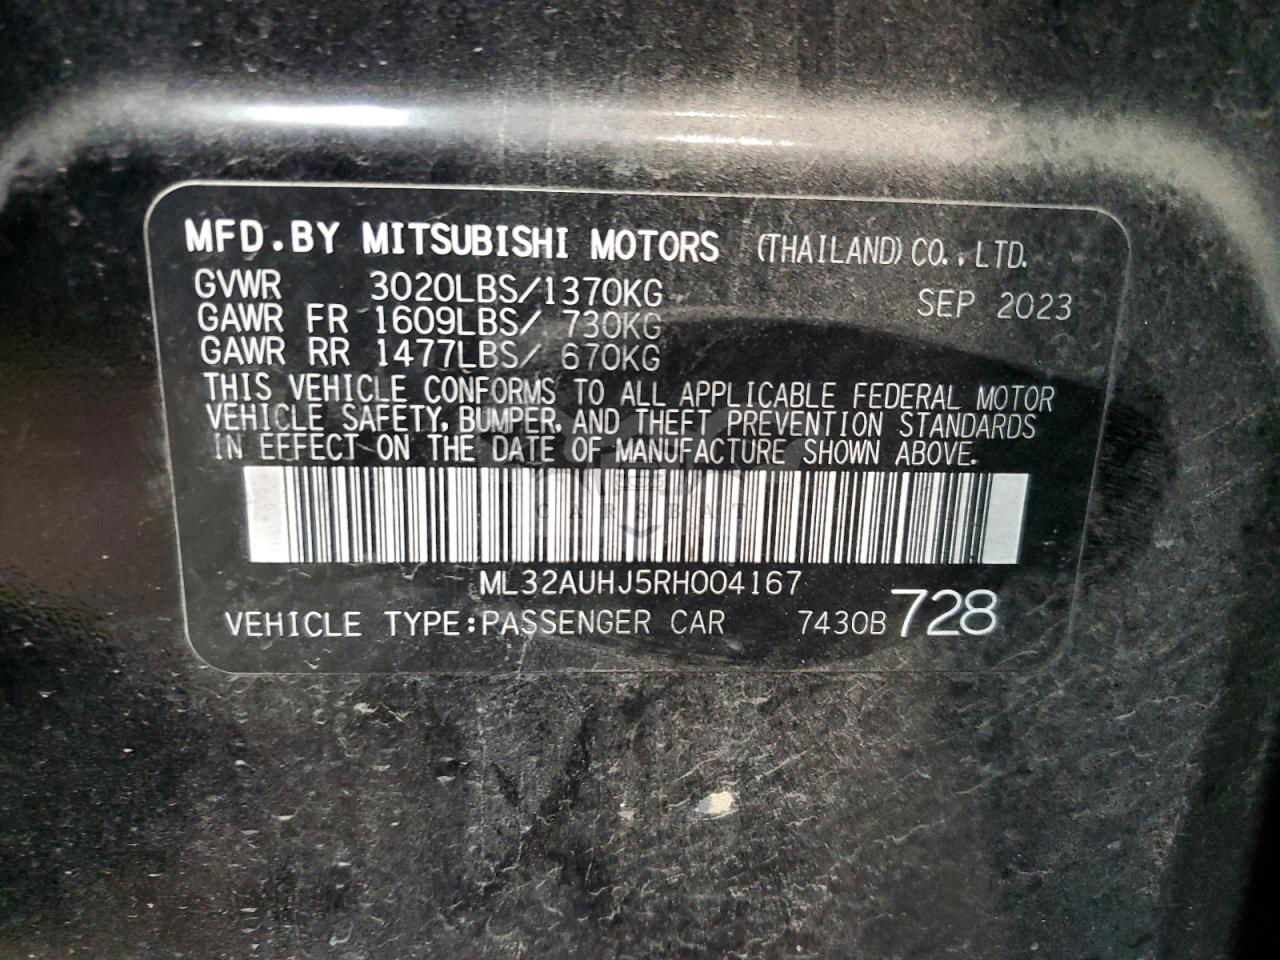 MFD.BY MITSUBISHI MOTORS (THAILAND) CO.,LTD.
GVWR 3020LBS/1370KG SEP 2023
GAWR FR 1609LBS/ 730KG
GAWR RR 1477LBS/ 670KG
THIS VEHICLE CONFORMS TO ALL APPLICABLE FEDERAL MOTOR
VEHICLE SAFETY, BUMPER, AND THEFT PREVENTION STANDARDS
IN EFFECT ON THE DATE OF MANUFACTURE SHOWN ABOVE.
CARSBAT
ML32AUHJ5RH004167
VEHICLE TYPE:PASSENGER CAR 7430B 728